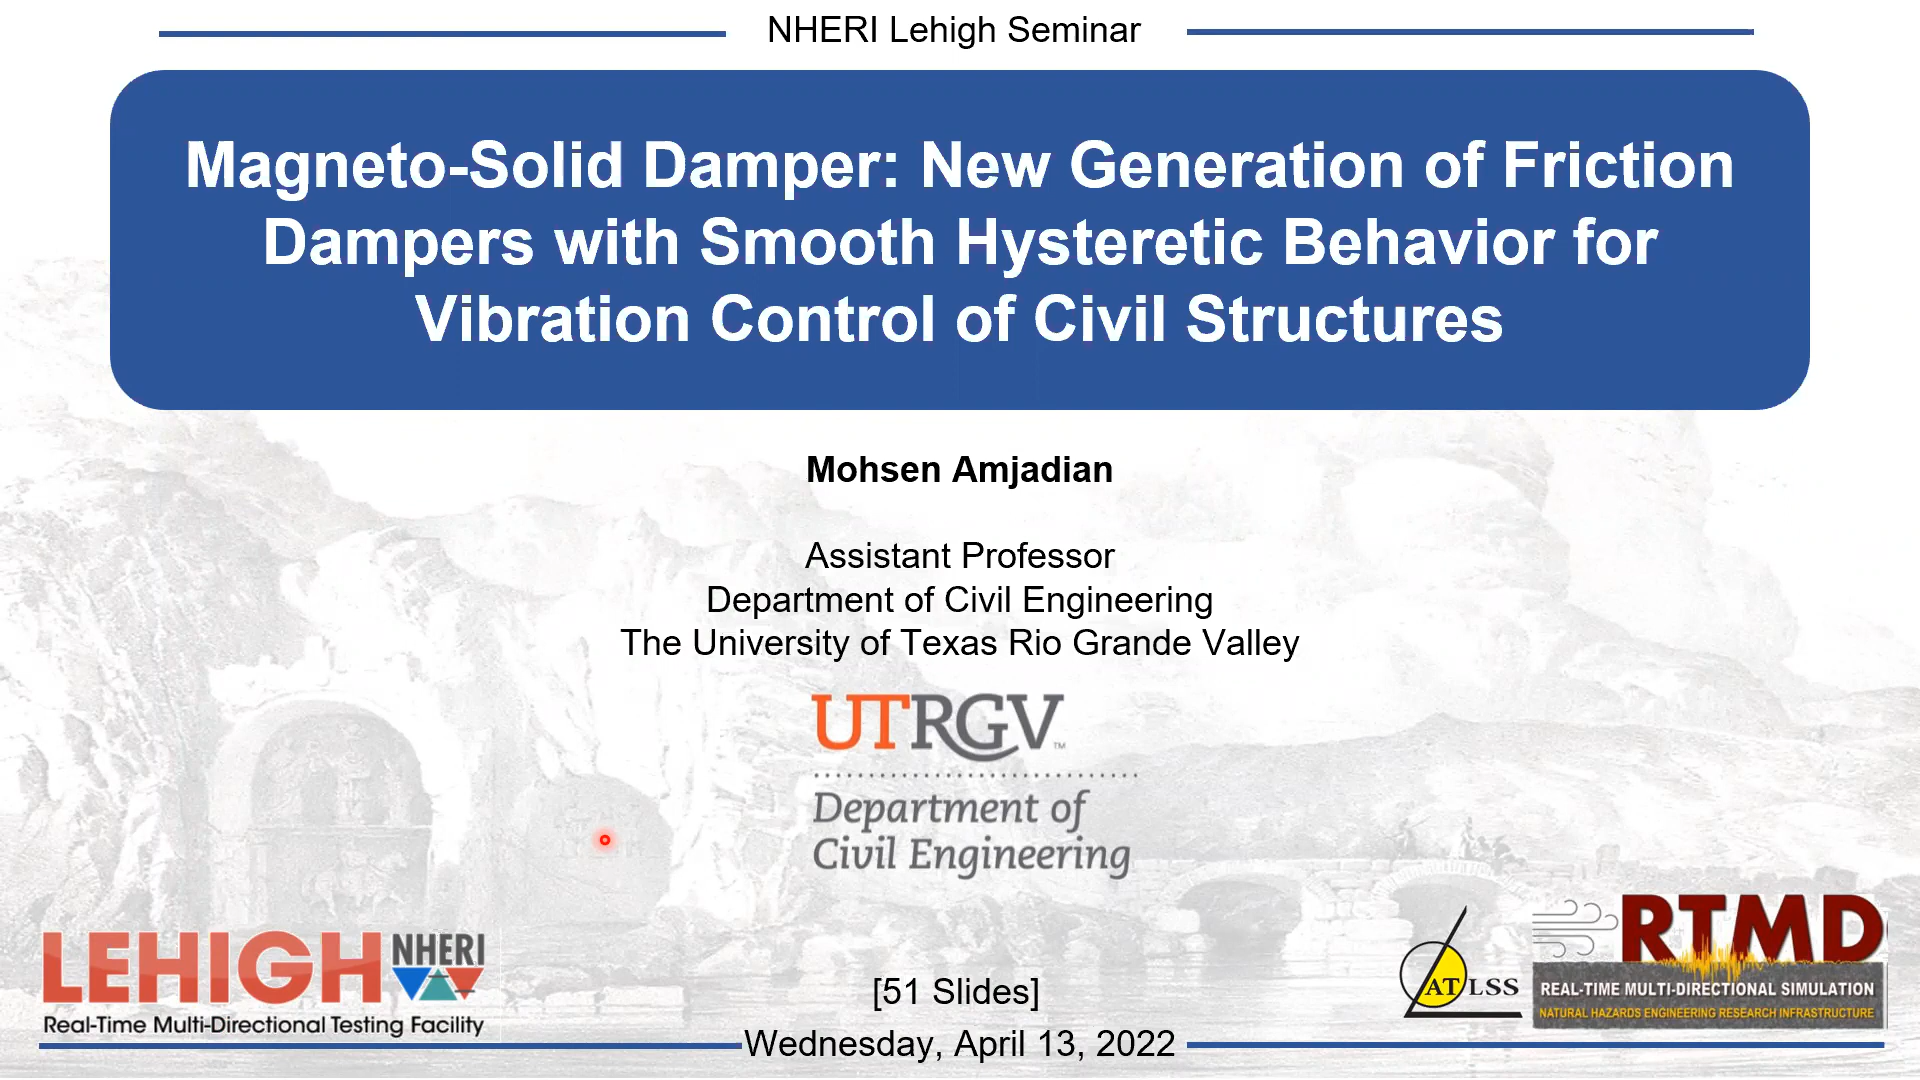 NHERI Lehigh Seminar
Magneto-Solid Damper: New Generation of Friction
Dampers with Smooth Hysteretic Behavior for
Vibration Control of Civil Structures
Mohsen Amjadian
Assistant Professor
Department of Civil Engineering
The University of Texas Rio Grande Valley
UTRGV™
Department of
Civil Engineering
LEHIGH NHERI
Real-Time Multi-Directional Testing Facility
[51 Slides]
Wednesday, April 13, 2022
ATLSS
RTMD
REAL-TIME MULTI-DIRECTIONAL SIMULATION
NATURAL HAZARDS ENGINEERING RESEARCH INFRASTRUCTURE